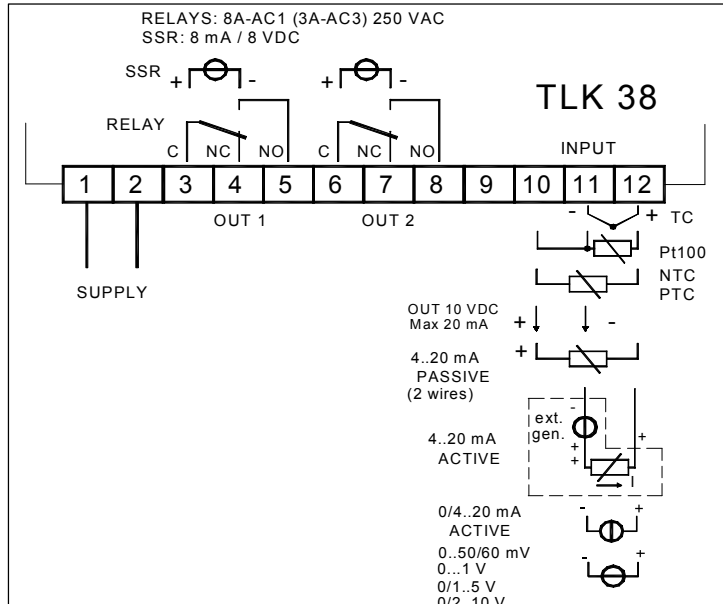 RELAYS: 8A-AC1 (3A-AC3) 250 VAC
SSR: 8 mA / 8 VDC
SSR + - + -
TLK 38
RELAY
C NC NO C NC NO INPUT
1 2 3 4 5 6 7 8 9 10 11 12
OUT 1 OUT 2
- + TC
Pt100
SUPPLY
NTC
PTC
OUT 10 VDC
Max 20 mA + -
4..20 mA +
PASSIVE
(2 wires)
-
ext.
gen. +
4..20 mA +
ACTIVE +
I
0/4..20 mA - +
ACTIVE
0..50/60 mV - +
0...1 V
0/1..5 V
0/2..10 V